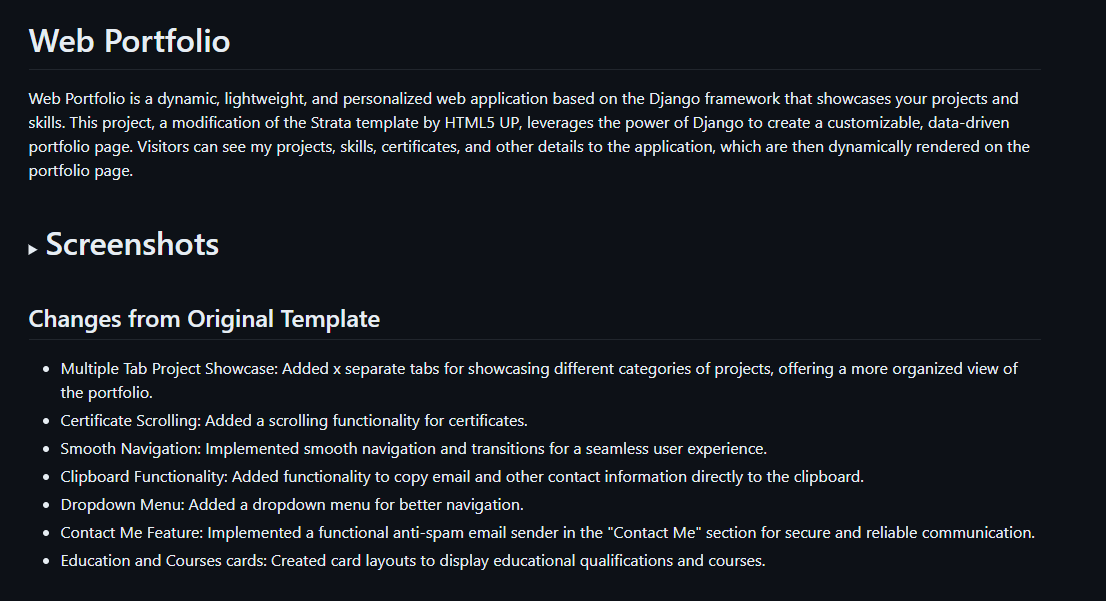 Web Portfolio
Web Portfolio is a dynamic, lightweight, and personalized web application based on the Django framework that showcases your projects and
skills. This project, a modification of the Strata template by HTML5 UP, leverages the power of Django to create a customizable, data-driven
portfolio page. Visitors can see my projects, skills, certificates, and other details to the application, which are then dynamically rendered on the
portfolio page.
Screenshots
Changes from Original Template
Multiple Tab Project Showcase: Added x separate tabs for showcasing different categories of projects, offering a more organized view of
the portfolio.
Certificate Scrolling: Added a scrolling functionality for certificates.
Smooth Navigation: Implemented smooth navigation and transitions for a seamless user experience.
Clipboard Functionality: Added functionality to copy email and other contact information directly to the clipboard.
Dropdown Menu: Added a dropdown menu for better navigation.
Contact Me Feature: Implemented a functional anti-spam email sender in the "Contact Me" section for secure and reliable communication.
Education and Courses cards: Created card layouts to display educational qualifications and courses.